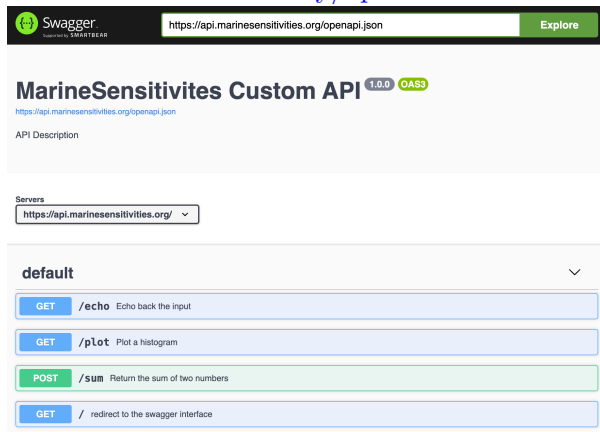 Swagger.
Supported by SMARTBEAR
https://api.marinesensitivities.org/openapi.json
Explore
MarineSensitivites Custom API 1.0.0 OAS3
https://api.marinesensitivities.org/openapi.json
API Description
Servers
https://api.marinesensitivities.org/
default
GET /echo Echo back the input
GET /plot Plot a histogram
POST /sum Return the sum of two numbers
GET / redirect to the swagger interface